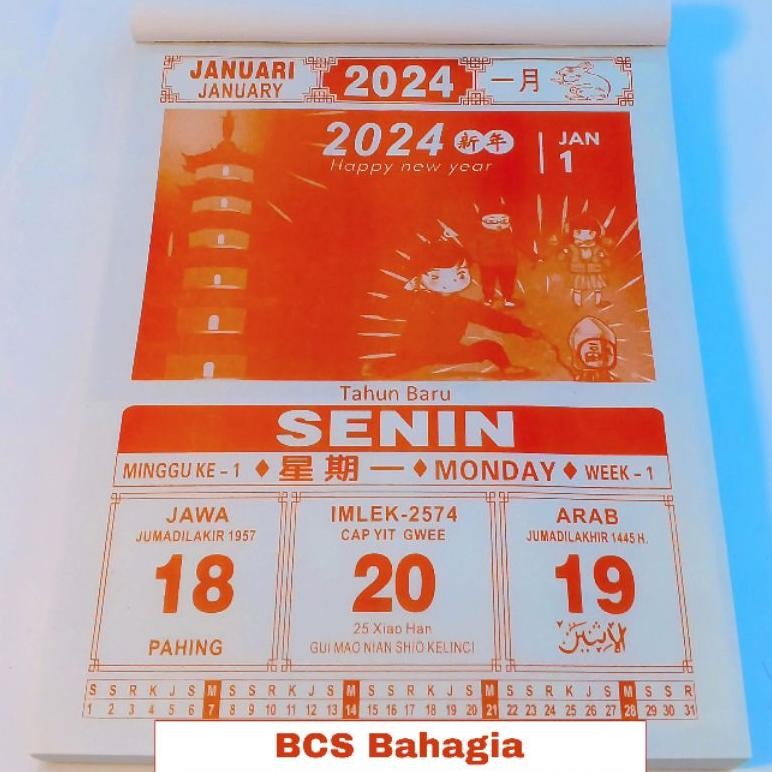 JANUARI
JANUARY
2024
一月
2024 新年
Happy new year
JAN
1
Tahun Baru
SENIN
MINGGU KE - 1 ♦ 星期一 ♦ MONDAY ♦ WEEK - 1
JAWA
JUMADILAKIR 1957
18
PAHING
IMLEK-2574
CAP YIT GWEE
20
25 Xiao Han
GUI MAO NIAN SHIO KELINCI
ARAB
JUMADILAKHIR 1445 H.
19
الإثنين
S S R K J S M S S R K J S M S S R K J S M S S R K J S M S S R
1 2 3 4 5 6 7 8 9 10 11 12 13 14 15 16 17 18 19 20 21 22 23 24 25 26 27 28 29 30 31
BCS Bahagia